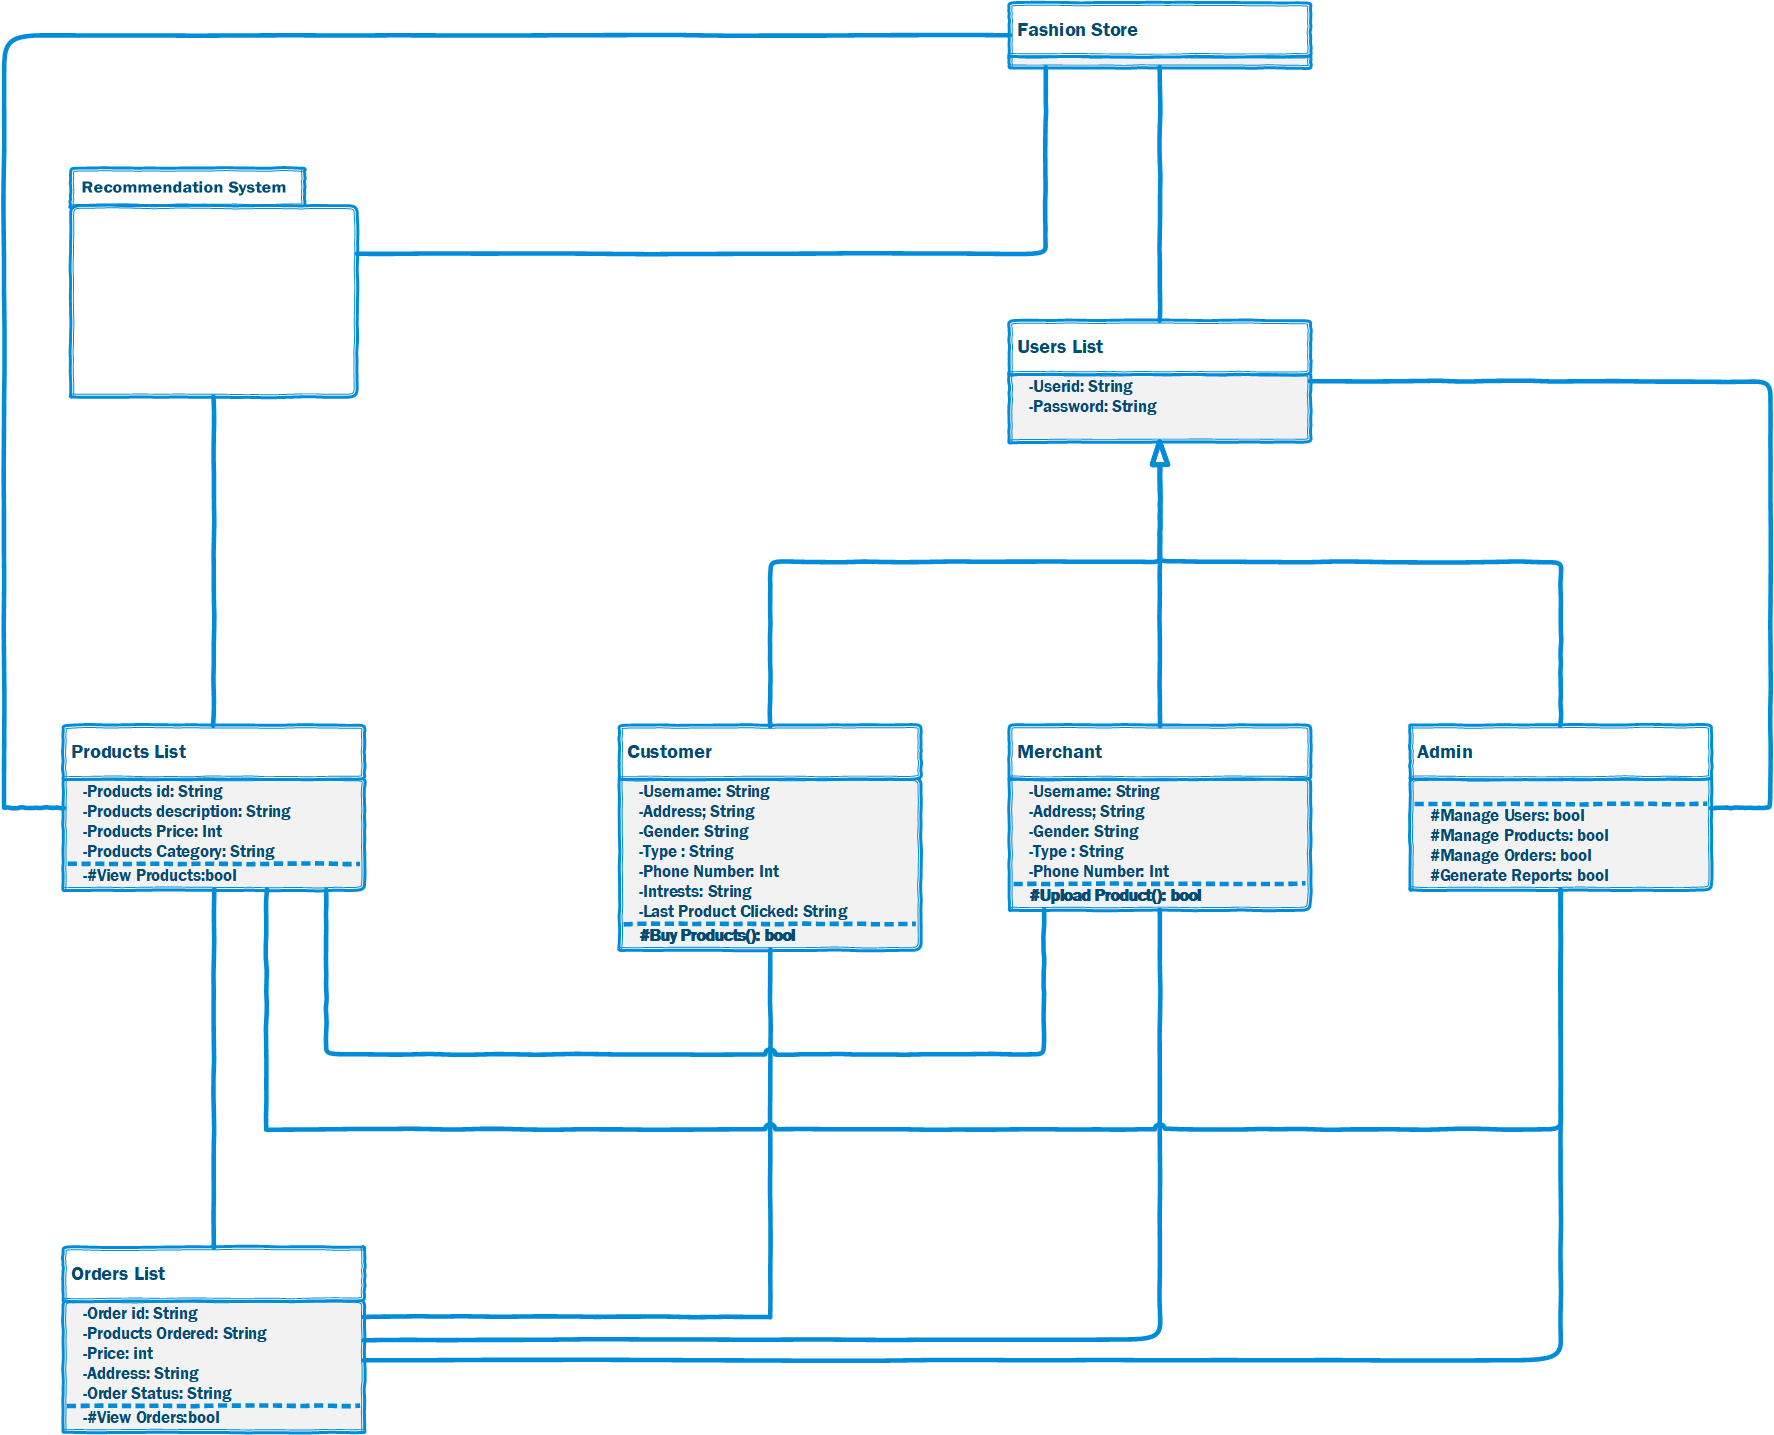 Fashion Store
Recommendation System
Users List
-Userid: String
-Password: String
Products List
-Products id: String
-Products description: String
-Products Price: Int
-Products Category: String
-#View Products:bool
Customer
-Username: String
-Address; String
-Gender: String
-Type : String
-Phone Number: Int
-Intrests: String
-Last Product Clicked: String
#Buy Products(): bool
Merchant
-Username: String
-Address; String
-Gender: String
-Type : String
-Phone Number: Int
#Upload Product(): bool
Admin
#Manage Users: bool
#Manage Products: bool
#Manage Orders: bool
#Generate Reports: bool
Orders List
-Order id: String
-Products Ordered: String
-Price: int
-Address: String
-Order Status: String
-#View Orders:bool